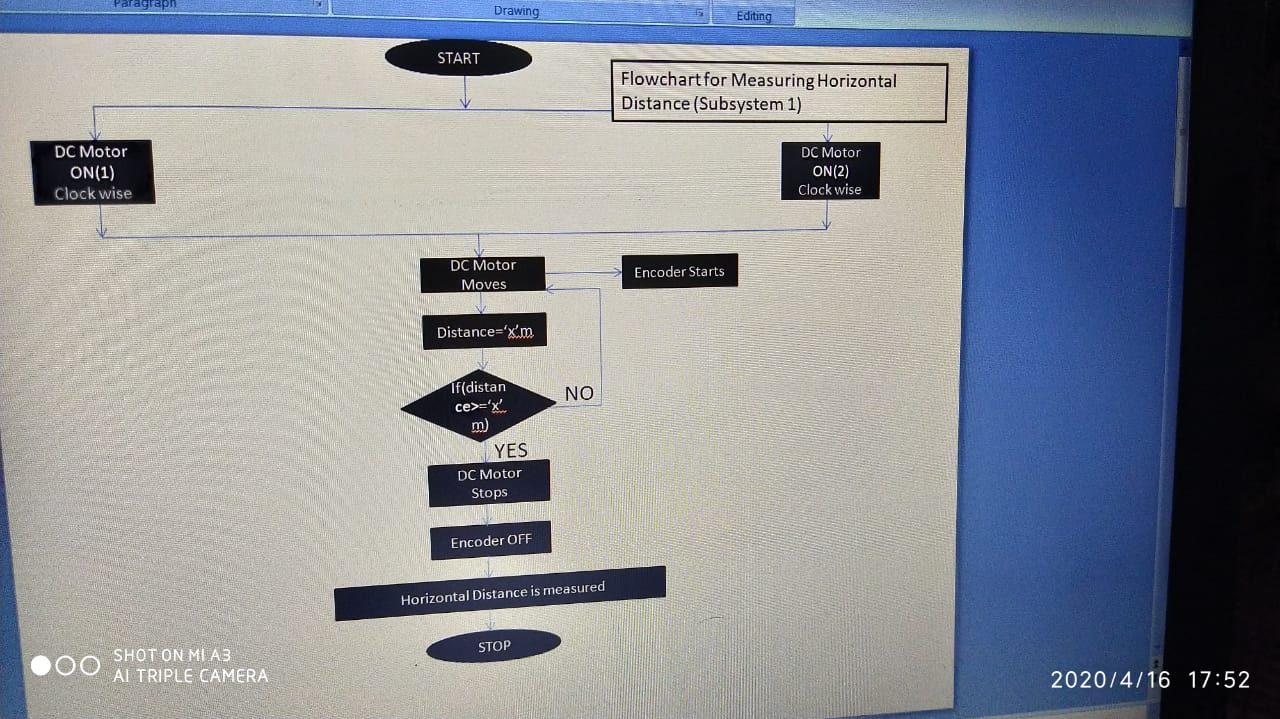 Paragraph
Drawing
Editing
START
Flowchart for Measuring Horizontal
Distance (Subsystem 1)
DC Motor
ON(1)
Clock wise
DC Motor
ON(2)
Clock wise
DC Motor
Moves
Encoder Starts
Distance=‘x’m
If(distan
ce>=‘x’
m)
NO
YES
DC Motor
Stops
Encoder OFF
Horizontal Distance is measured
STOP
SHOT ON MI A3
AI TRIPLE CAMERA
2020/4/16 17:52